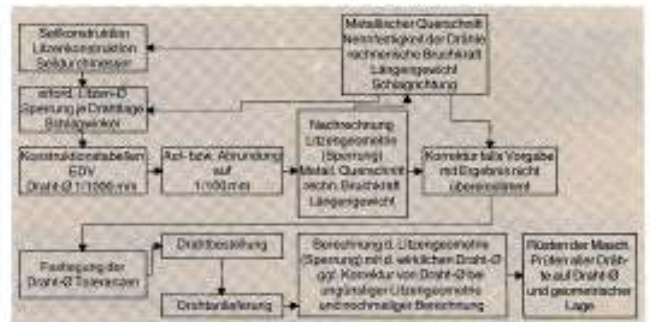 Seilkonstruktion
Litzenkonstruktion
Seildurchmesser
Metallischer Querschnitt
Nennfestigkeit der Drähte
rechnerische Bruchkraft
Längengewicht
Schlagrichtung
erford. Litzen-Ø
Sperrung je Drahtlage
Schlagwinkel
Konstruktionstabellen
EDV
Draht-Ø 1/1000 mm
Auf- bzw. Abrundung
auf
1/100 mm
Nachrechnung
Litzengeometrie
(Sperrung)
Metall. Querschnitt
rechn. Bruchkraft
Längengewicht
Korrektur falls Vorgabe
mit Ergebnis nicht
übereinstimmt
Festlegung der
Draht-Ø Toleranzen
Drahtbestellung
Drahtanlieferung
Berechnung d. Litzengeometrie
(Sperrung) mit d. wirklichen Draht-Ø
ggf. Korrektur von Draht-Ø bei
ungünstiger Litzengeometrie
und nochmaliger Berechnung
Rüsten der Masch.
Prüfen aller Dräh-
te auf Draht-Ø
und geometrischer
Lage